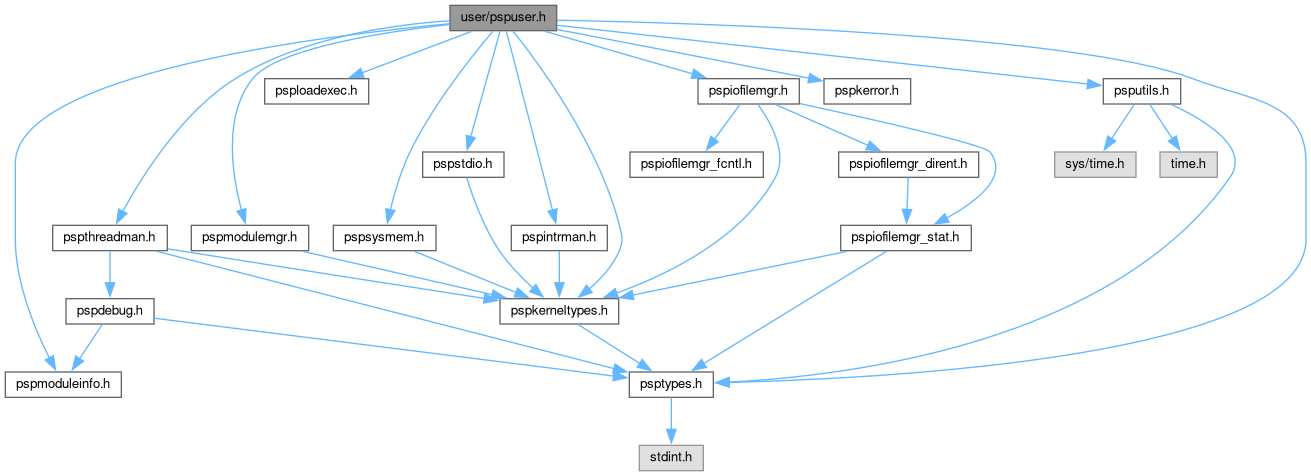 user/pspuser.h
psploadexec.h
pspiofilemgr.h
pspkerror.h
psputils.h
pspstdio.h
pspiofilemgr_fcntl.h
pspiofilemgr_dirent.h
sys/time.h
time.h
pspthreadman.h
pspmodulemgr.h
pspsysmem.h
pspintrman.h
pspiofilemgr_stat.h
pspdebug.h
pspkerneltypes.h
pspmoduleinfo.h
psptypes.h
stdint.h